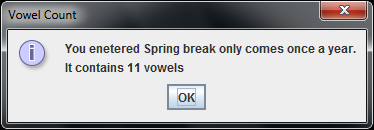 Vowel Count
You enetered Spring break only comes once a year.
It contains 11 vowels
OK